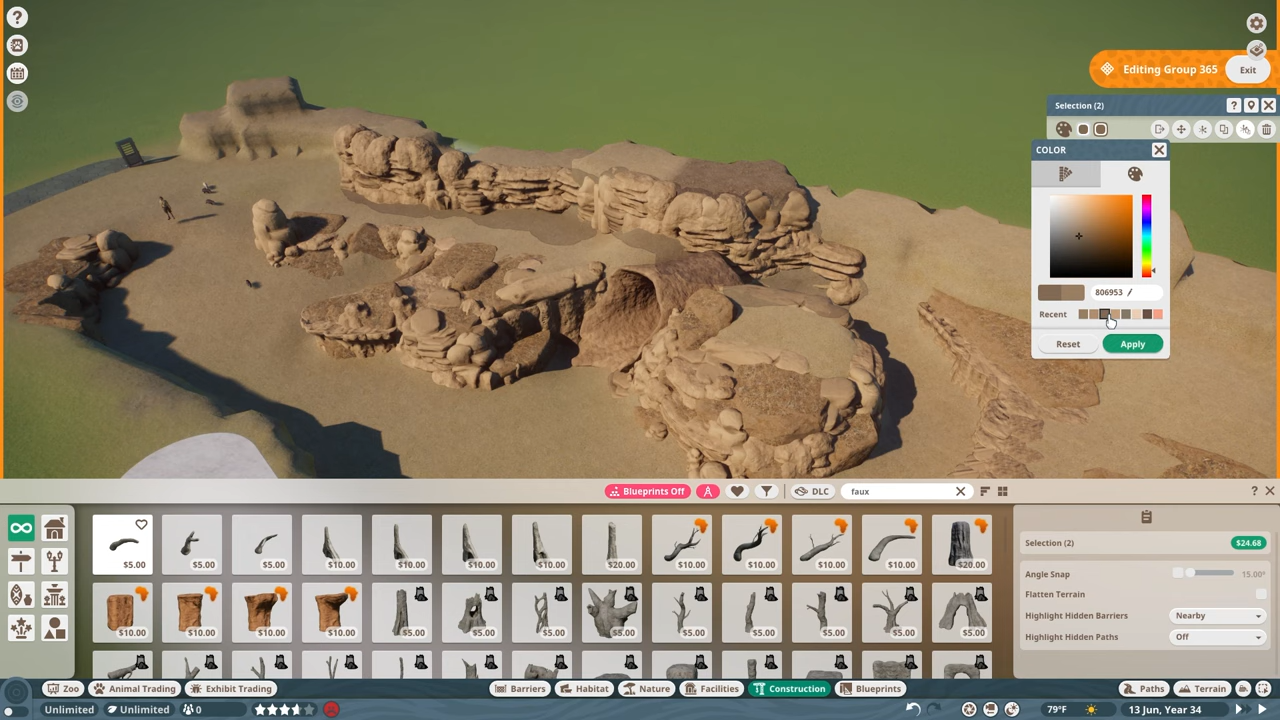 ?
Editing Group 365
Exit
Selection (2)
?
COLOR
806953
Recent
Reset
Apply
Blueprints Off
DLC
faux
?
$5.00
$5.00
$5.00
$10.00
$10.00
$10.00
$10.00
$20.00
$10.00
$10.00
$10.00
$10.00
$20.00
$10.00
$10.00
$10.00
$10.00
$5.00
$5.00
$5.00
$5.00
$5.00
$5.00
$5.00
$5.00
$5.00
Selection (2)
$24.68
Angle Snap
15.00°
Flatten Terrain
Highlight Hidden Barriers
Nearby
Highlight Hidden Paths
Off
Zoo
Animal Trading
Exhibit Trading
Barriers
Habitat
Nature
Facilities
Construction
Blueprints
Paths
Terrain
Unlimited
Unlimited
0
79°F
13 Jun, Year 34